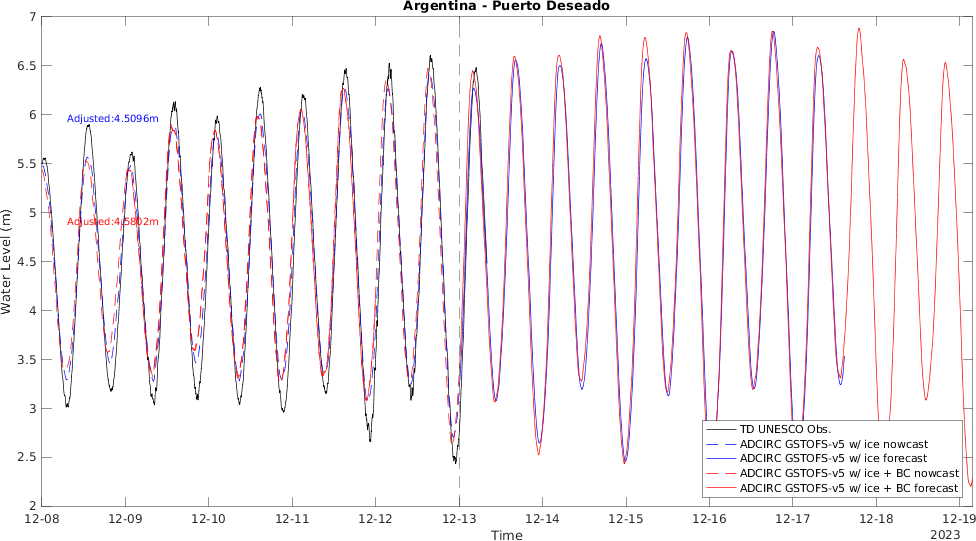 Argentina - Puerto Deseado
7
6.5
6
5.5
5
4.5
4
3.5
3
2.5
2
Water Level (m)
Adjusted:4.5096m
Adjusted:4.5802m
TD UNESCO Obs.
ADCIRC GSTOFS-v5 w/ ice nowcast
ADCIRC GSTOFS-v5 w/ ice forecast
ADCIRC GSTOFS-v5 w/ ice + BC nowcast
ADCIRC GSTOFS-v5 w/ ice + BC forecast
12-08 12-09 12-10 12-11 12-12 12-13 12-14 12-15 12-16 12-17 12-18 12-19
Time
2023